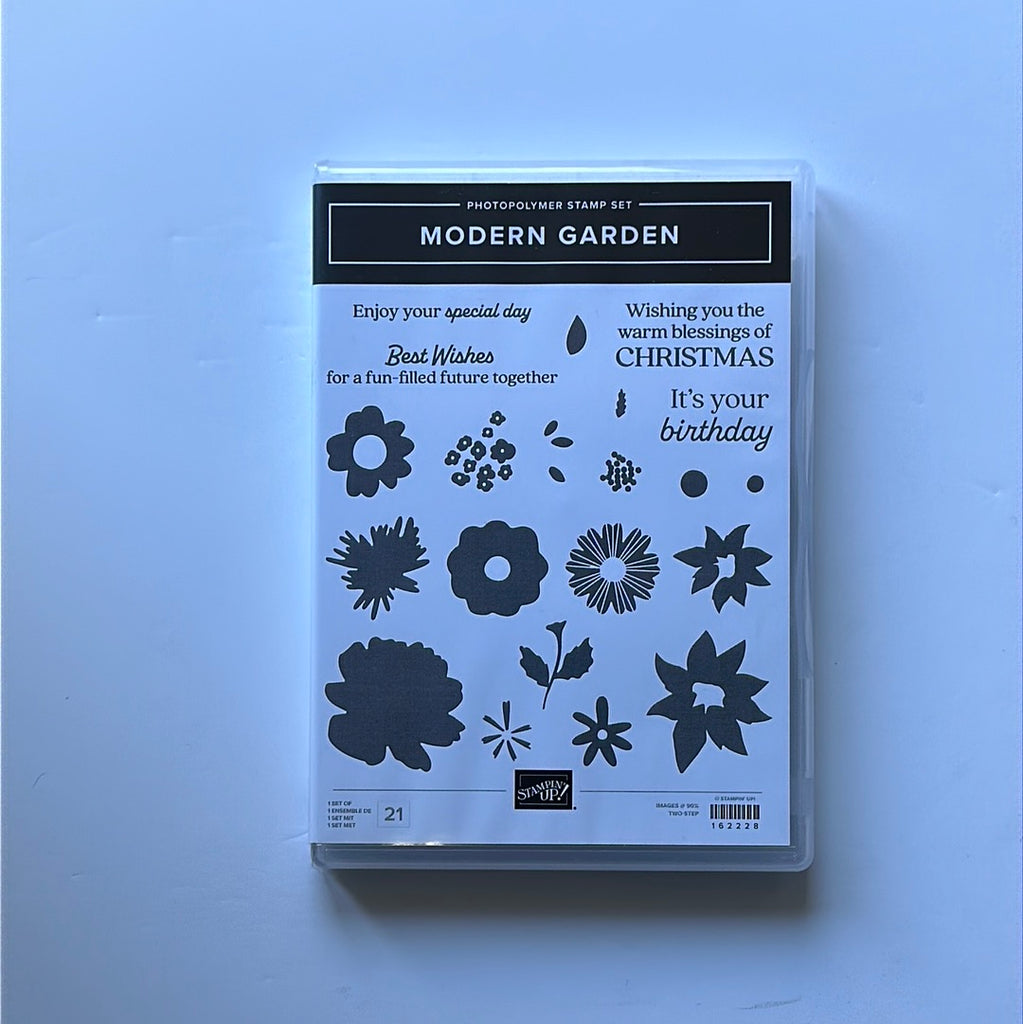 PHOTOPOLYMER STAMP SET
MODERN GARDEN
Enjoy your special day
Best Wishes
for a fun-filled future together
Wishing you the
warm blessings of
CHRISTMAS
It's your
birthday
STAMPIN'
UP!®
1 SET OF
1 ENSEMBLE DE
1 SET MIT
1 SET MET
21
IMAGES @ 90%
TWO-STEP
© STAMPIN' UP!
162228